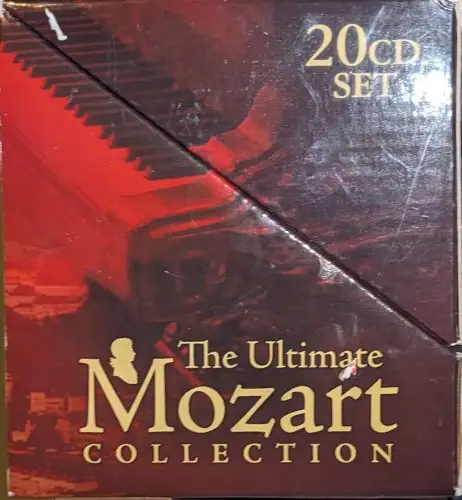 20CD
SET
The Ultimate
Mozart
COLLECTION